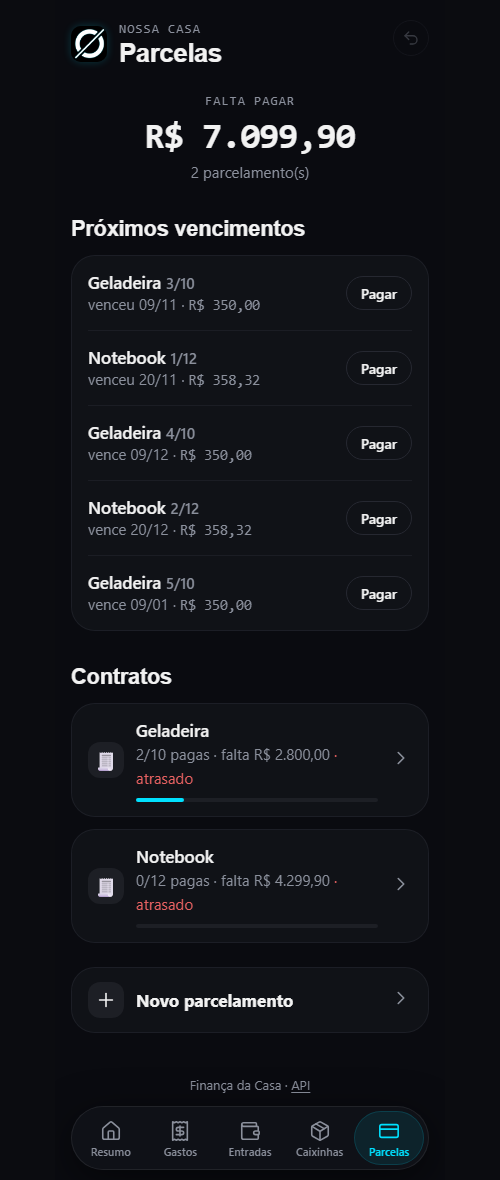 NOSSA CASA
Parcelas
FALTA PAGAR
R$ 7.099,90
2 parcelamento(s)
Próximos vencimentos
Geladeira 3/10
venceu 09/11 · R$ 350,00
Pagar
Notebook 1/12
venceu 20/11 · R$ 358,32
Pagar
Geladeira 4/10
vence 09/12 · R$ 350,00
Pagar
Notebook 2/12
vence 20/12 · R$ 358,32
Pagar
Geladeira 5/10
vence 09/01 · R$ 350,00
Pagar
Contratos
Geladeira
2/10 pagas · falta R$ 2.800,00 ·
atrasado
Notebook
0/12 pagas · falta R$ 4.299,90 ·
atrasado
Novo parcelamento
Finança da Casa · API
Resumo
Gastos
Entradas
Caixinhas
Parcelas